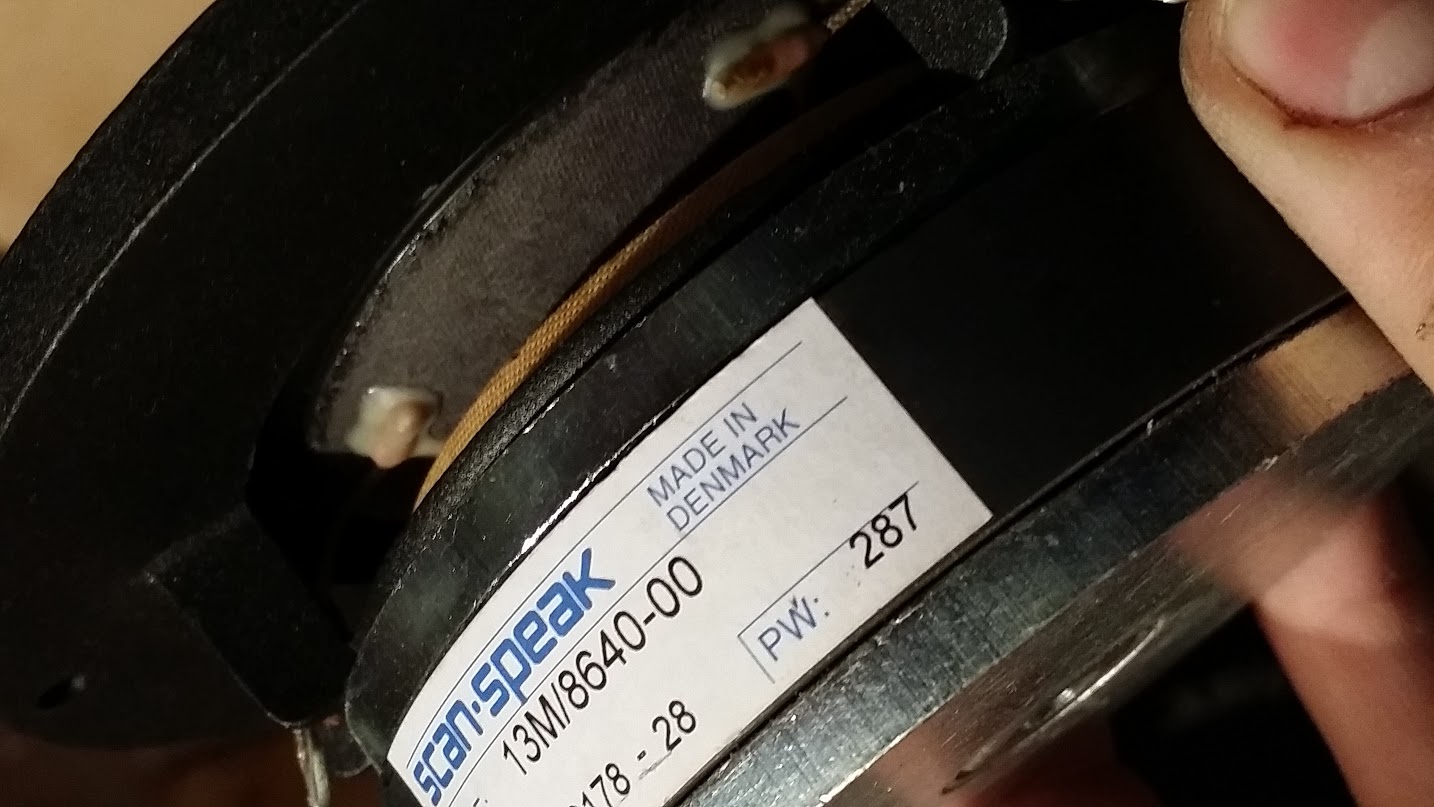 MADE IN
DENMARK
scan-speak
13M/8640-00
PW: 287
178 - 28